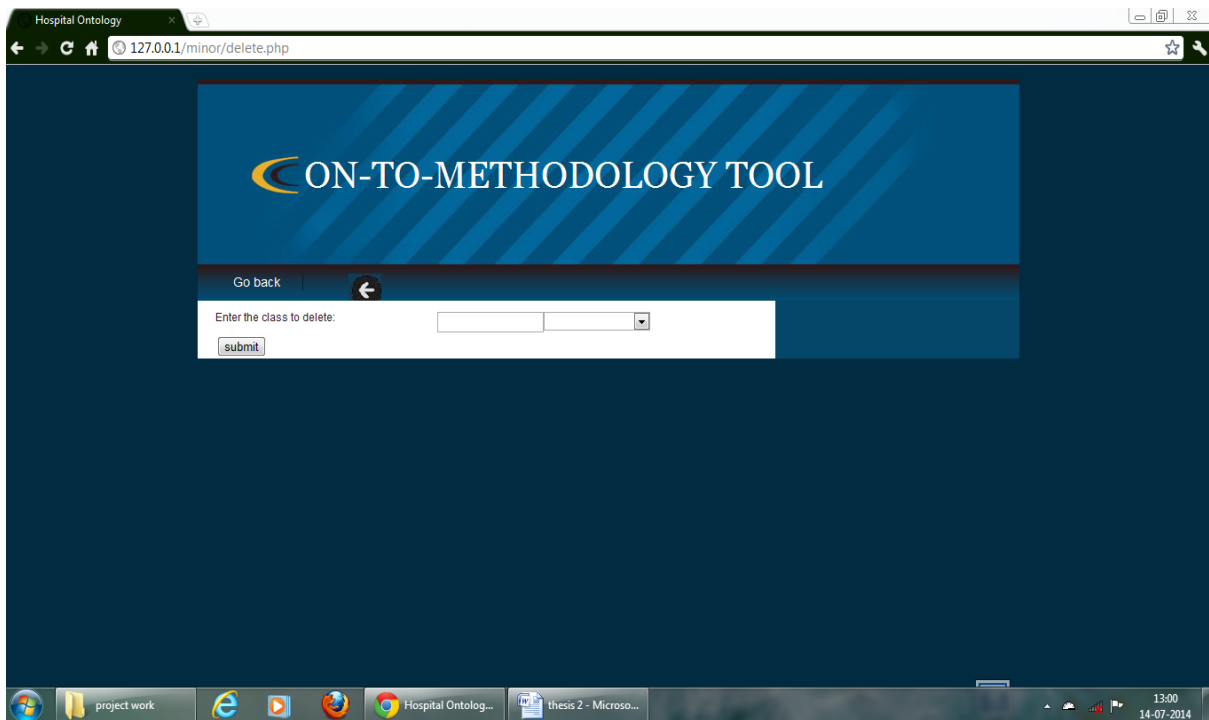 Hospital Ontology
127.0.0.1/minor/delete.php
ON-TO-METHODOLOGY TOOL
Go back
Enter the class to delete:
submit
project work
Hospital Ontolog...
thesis 2 - Microso...
13:00
14-07-2014